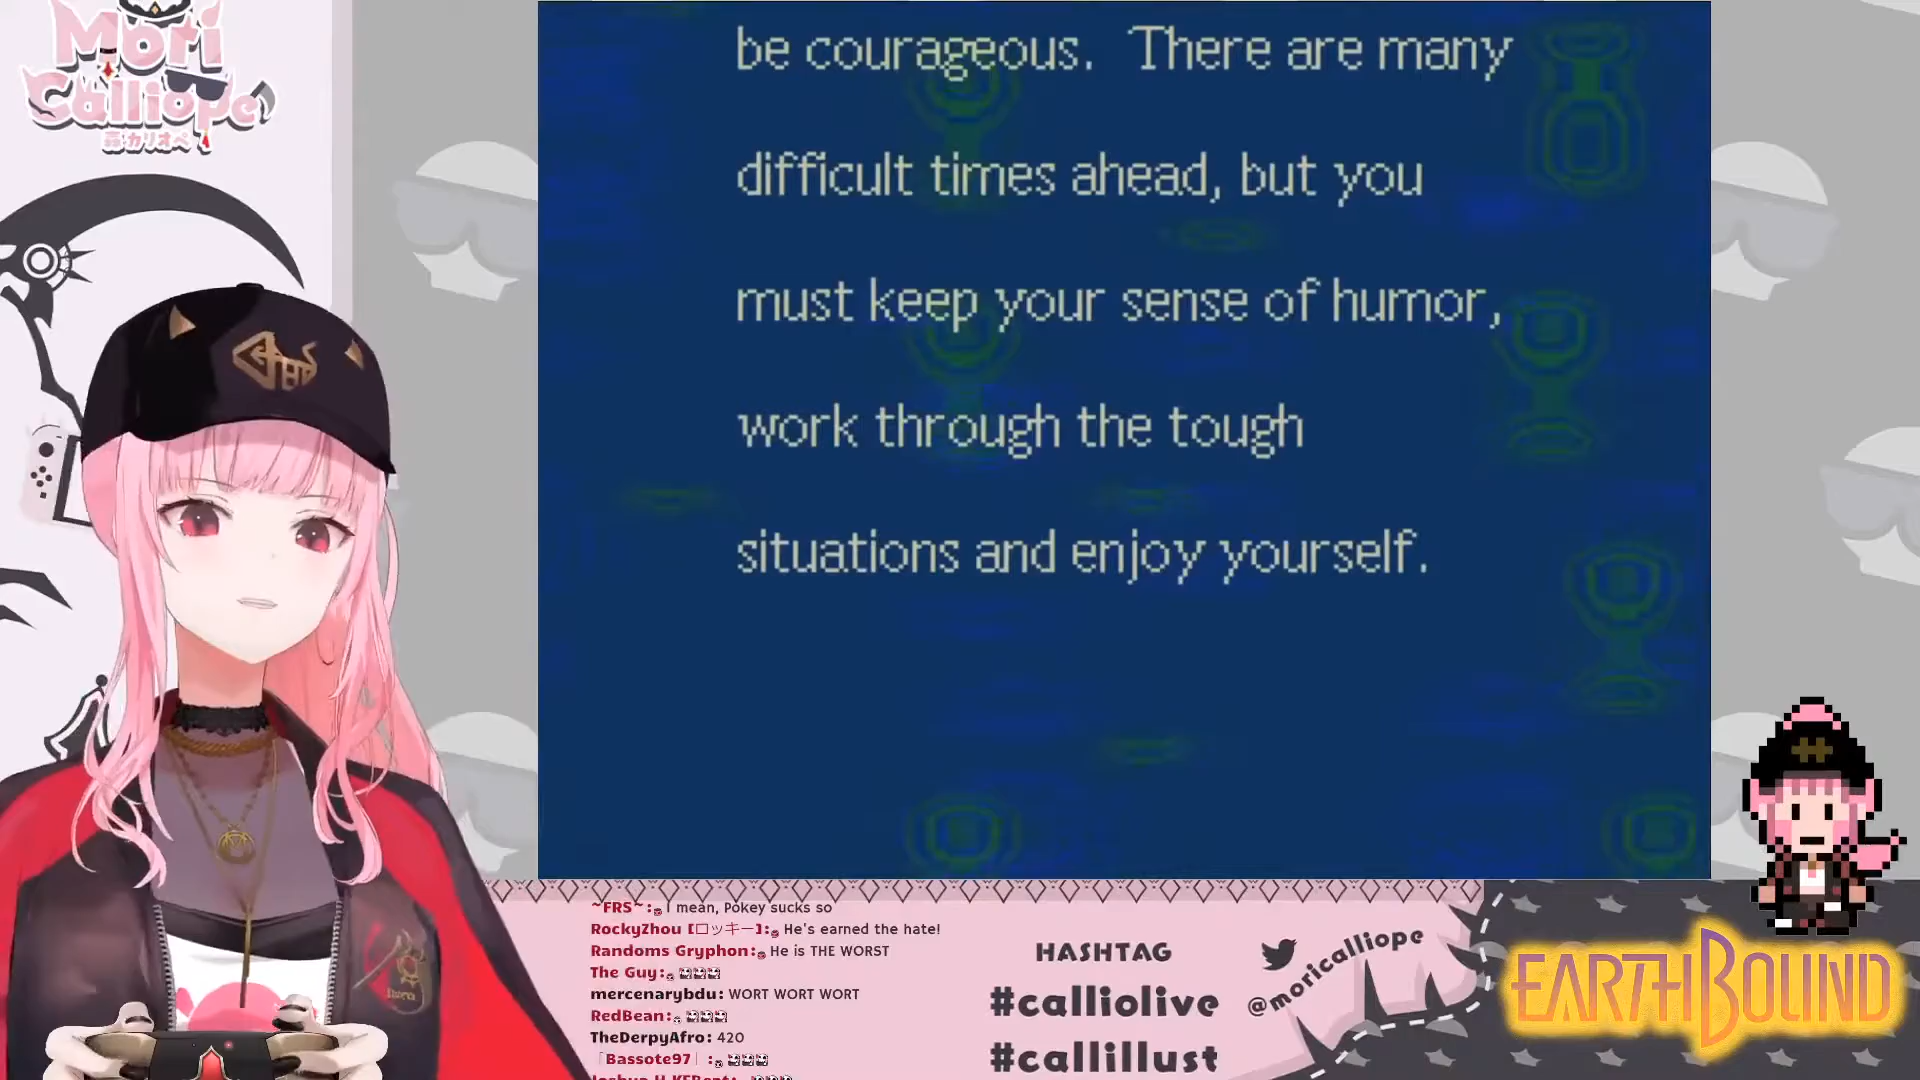 Mori
Calliope
森カリオペ
be courageous.  There are many
difficult times ahead, but you
must keep your sense of humor,
work through the tough
situations and enjoy yourself.
~FRS~: I mean, Pokey sucks so
RockyZhou [ロッキー]: He's earned the hate!
Randoms Gryphon: He is THE WORST
The Guy:
mercenarybdu: WORT WORT WORT
RedBean:
TheDerpyAfro: 420
「Bassote97」:
HASHTAG
#calliolive
#callillust
@moricalliope
EARTHBOUND